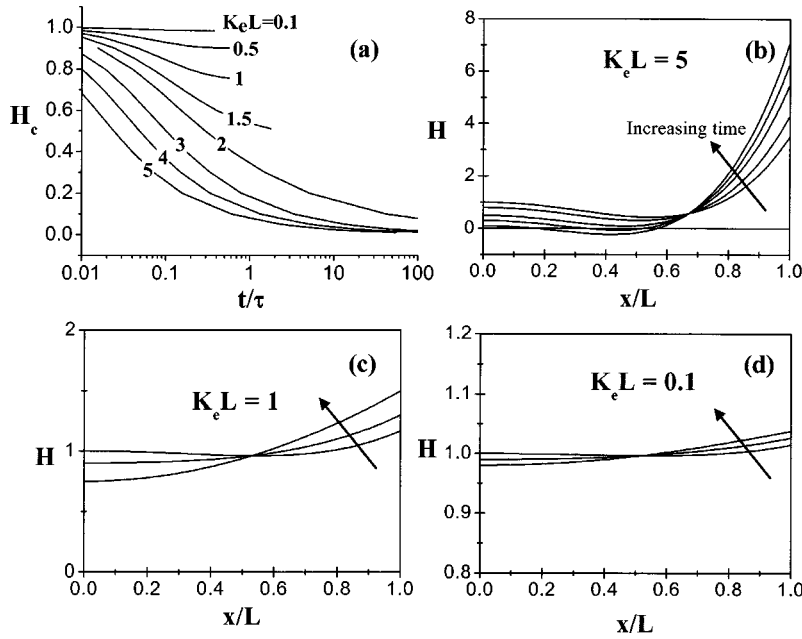 KeL=0.1
0.5
1
1.5
2
3
4
5
(a)
Hc
1.0
0.8
0.6
0.4
0.2
0.0
0.01
0.1
1
10
100
t/τ
(b)
KeL = 5
Increasing time
H
8
6
4
2
0
0.0
0.2
0.4
0.6
0.8
1.0
x/L
(c)
KeL = 1
H
2
1
0
0.0
0.2
0.4
0.6
0.8
1.0
x/L
(d)
KeL = 0.1
H
1.2
1.1
1.0
0.9
0.8
0.0
0.2
0.4
0.6
0.8
1.0
x/L